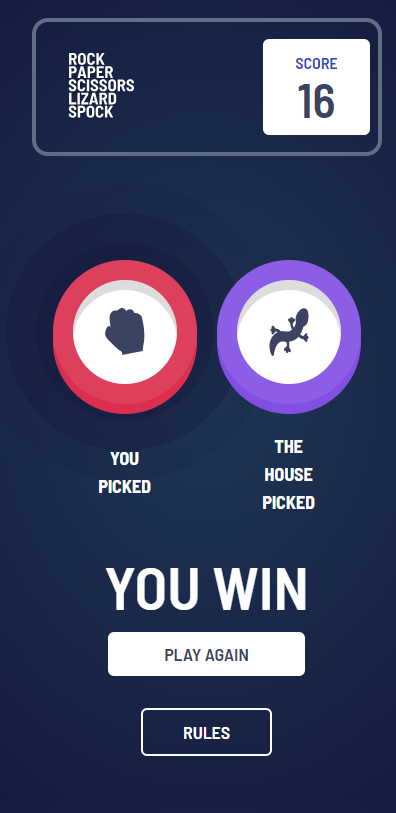 ROCK
PAPER
SCISSORS
LIZARD
SPOCK
SCORE
16
YOU
PICKED
THE
HOUSE
PICKED
YOU WIN
PLAY AGAIN
RULES